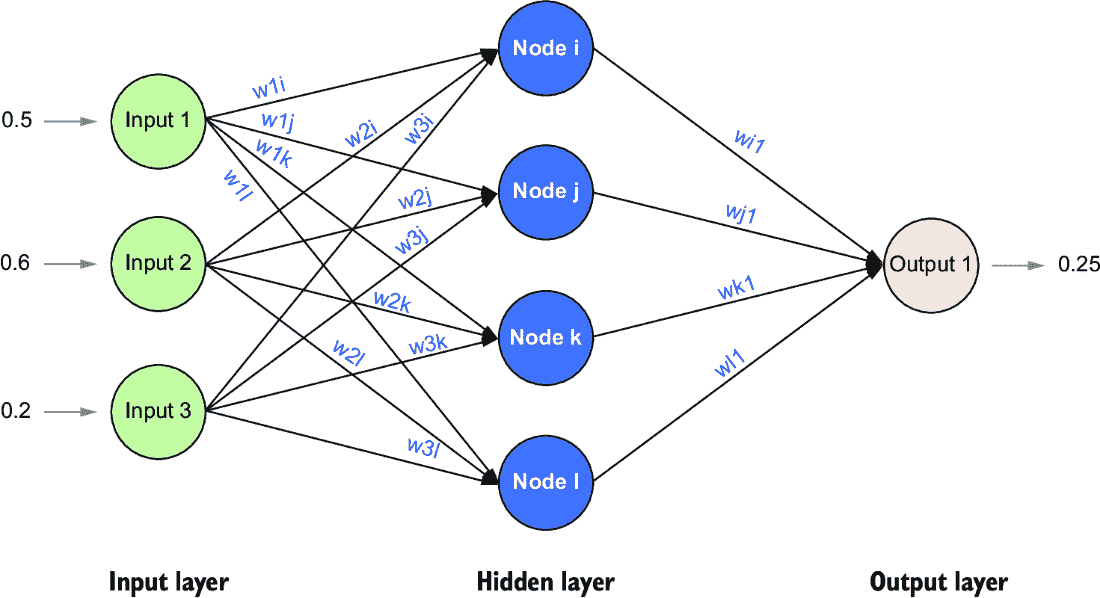 Node i
w1i
0.5
Input 1
w1j
w2i
w3i
wi1
w1k
w1l
Node j
w2j
wj1
w3j
0.6
Input 2
Output 1
0.25
w2k
wk1
Node k
w2l
w3k
wl1
0.2
Input 3
w3l
Node l
Input layer
Hidden layer
Output layer